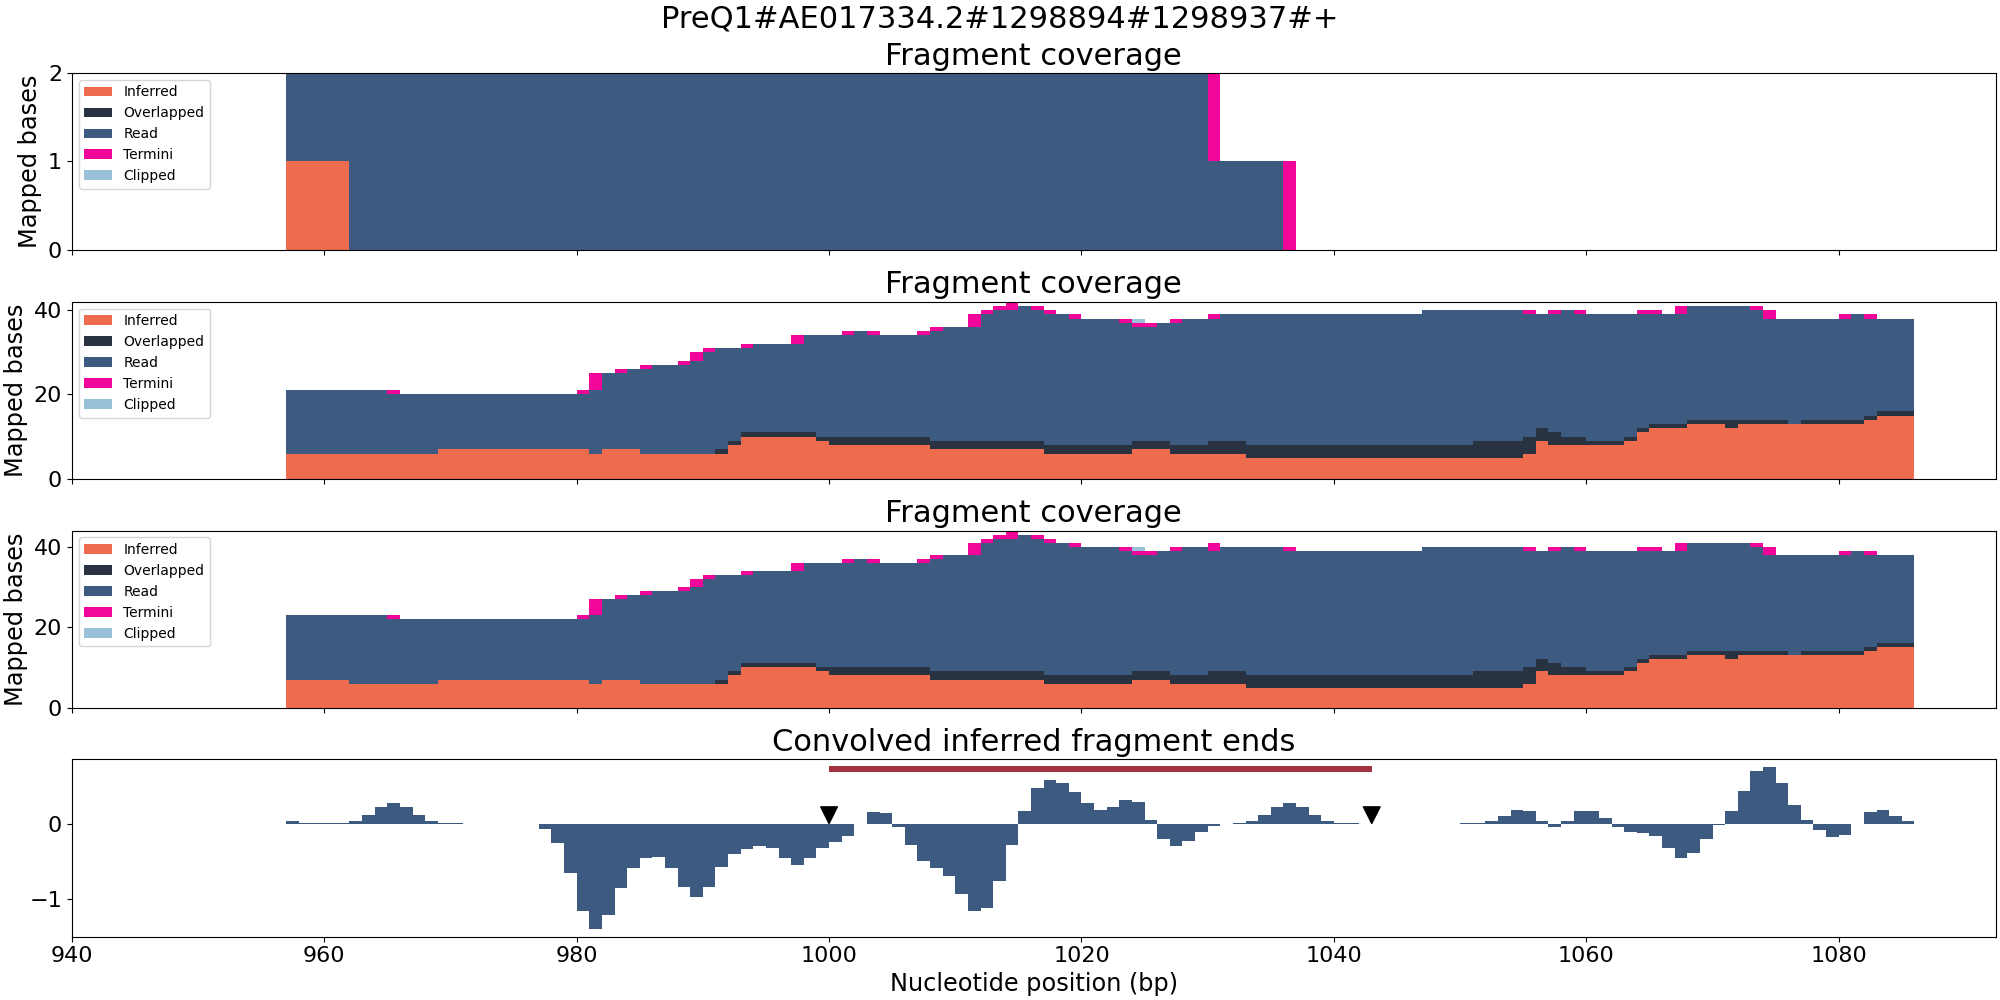 PreQ1#AE017334.2#1298894#1298937#+
Fragment coverage
Mapped bases
2
1
0
Inferred
Overlapped
Read
Termini
Clipped
Fragment coverage
Mapped bases
40
20
0
Inferred
Overlapped
Read
Termini
Clipped
Fragment coverage
Mapped bases
40
20
0
Inferred
Overlapped
Read
Termini
Clipped
Convolved inferred fragment ends
0
−1
940 960 980 1000 1020 1040 1060 1080
Nucleotide position (bp)